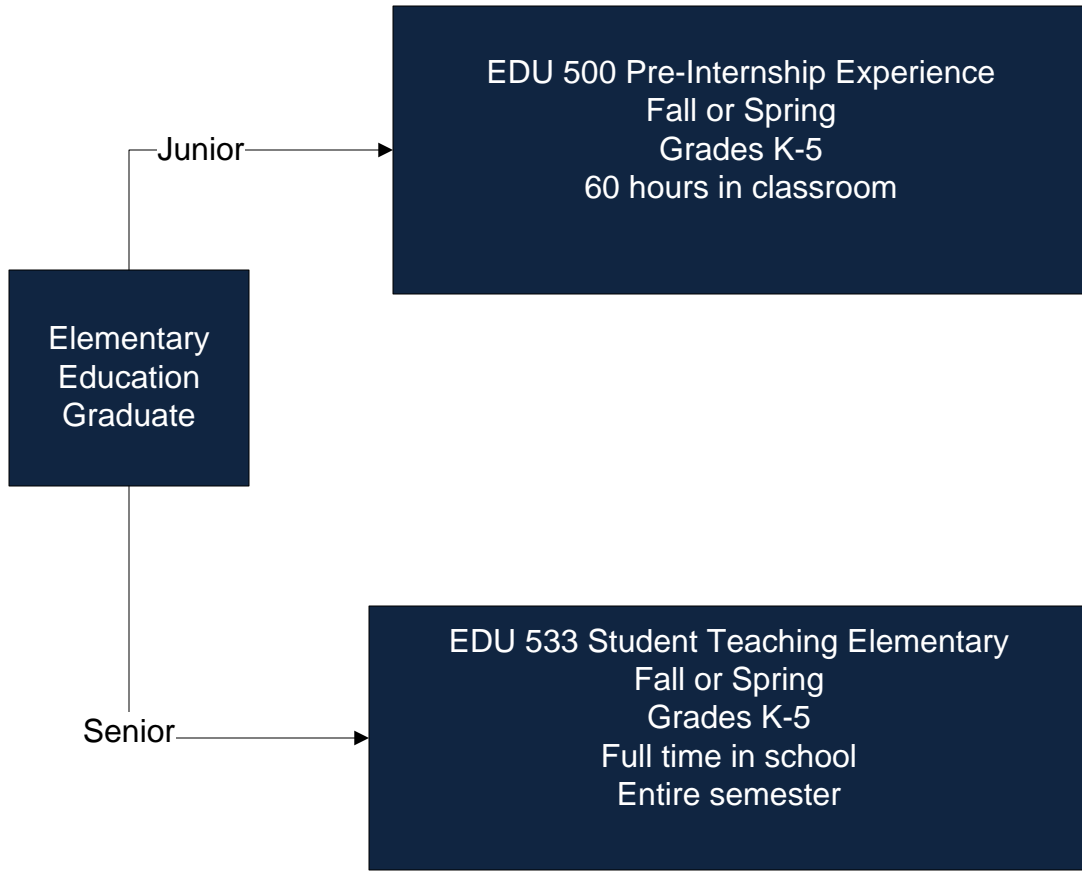 EDU 500 Pre-Internship Experience
Fall or Spring
Grades K-5
60 hours in classroom
Junior
Elementary
Education
Graduate
EDU 533 Student Teaching Elementary
Fall or Spring
Grades K-5
Full time in school
Entire semester
Senior